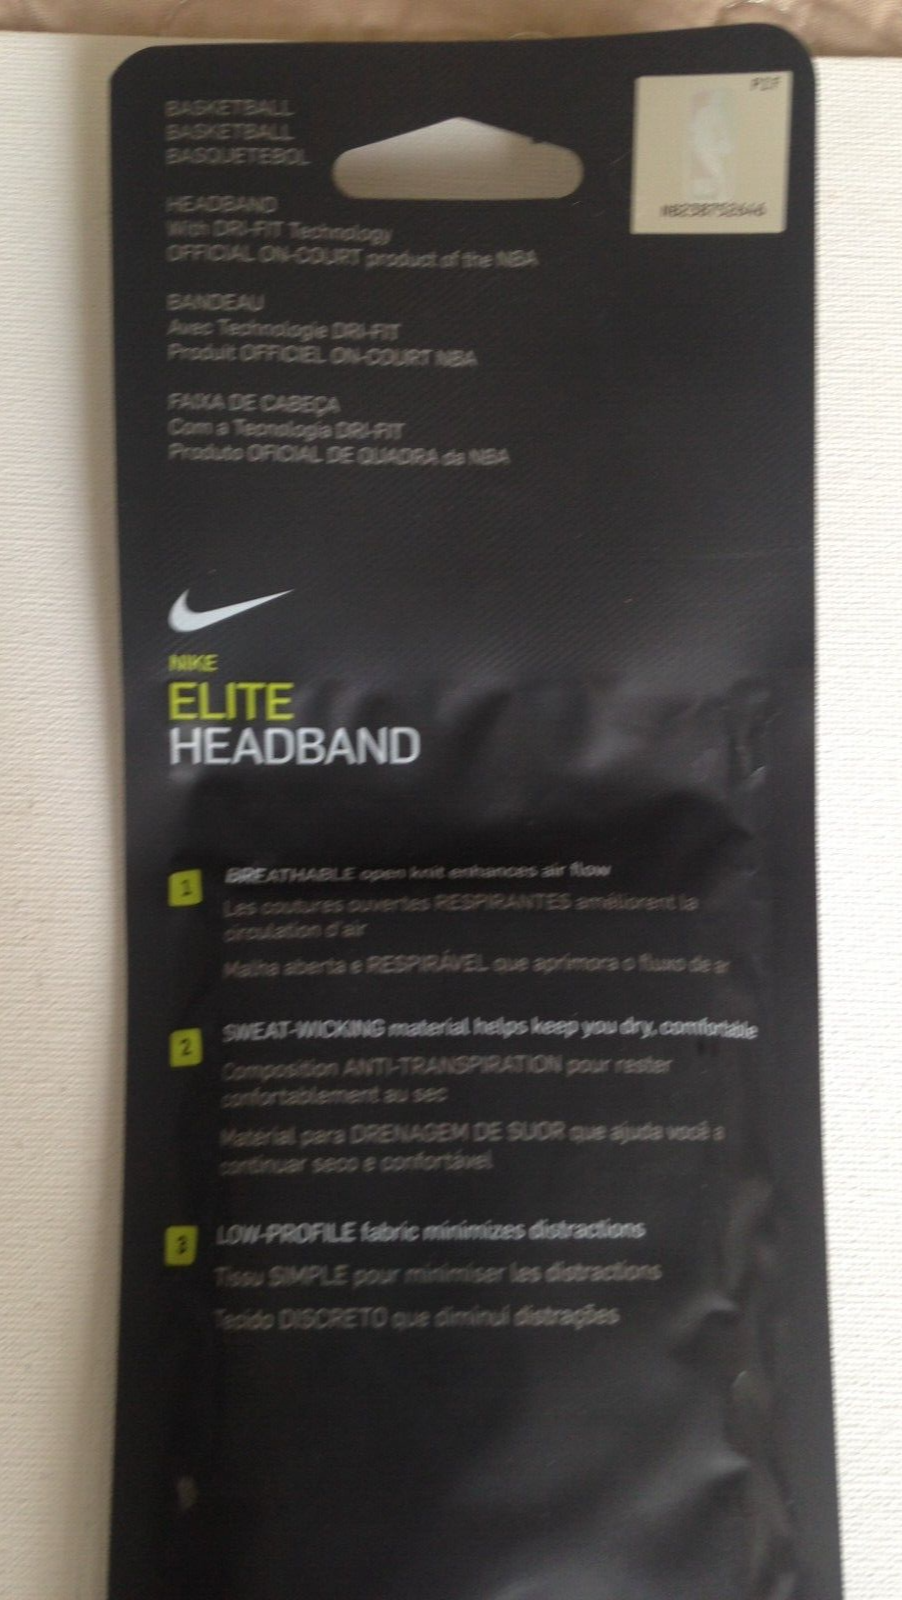 BASKETBALL
BASKETBALL
BASQUETEBOL
HEADBAND
With DRI-FIT Technology
OFFICIAL ON-COURT product of the NBA
BANDEAU
Avec Technologie DRI-FIT
Produit OFFICIEL ON-COURT NBA
FAIXA DE CABEÇA
Com a Tecnologia DRI-FIT
Produto OFICIAL DE QUADRA da NBA
NIKE
ELITE
HEADBAND
1
BREATHABLE open knit enhances air flow
Les coutures ouvertes RESPIRANTES améliorent la
circulation d'air
Malha aberta e RESPIRÁVEL que aprimora o fluxo de ar
2
SWEAT-WICKING material helps keep you dry, comfortable
Composition ANTI-TRANSPIRATION pour rester
confortablement au sec
Material para DRENAGEM DE SUOR que ajuda você a
continuar seco e confortável
3
LOW-PROFILE fabric minimizes distractions
Tissu SIMPLE pour minimiser les distractions
Tecido DISCRETO que diminui distrações